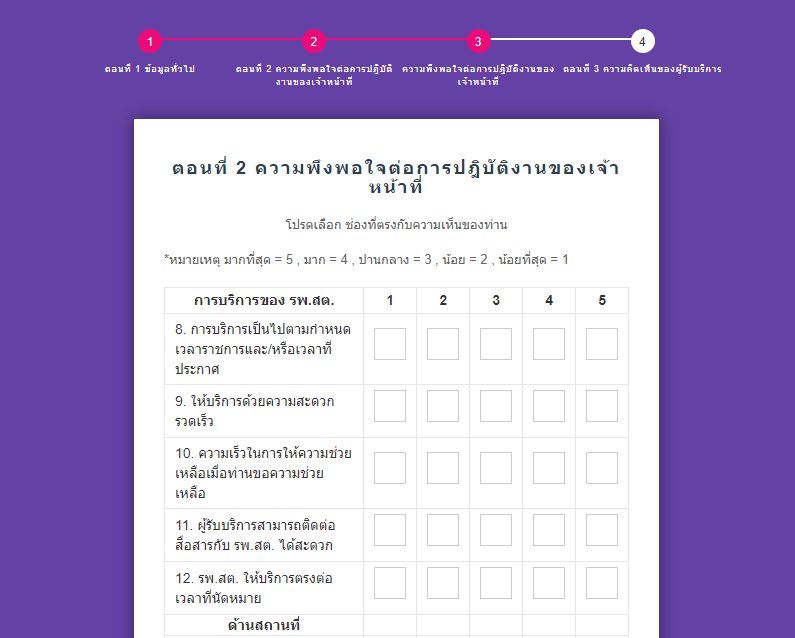 1 2 3 4
ตอนที่ 1 ข้อมูลทั่วไป
ตอนที่ 2 ความพึงพอใจต่อการปฏิบัติ
งานของเจ้าหน้าที่
ความพึงพอใจต่อการปฏิบัติงานของ
เจ้าหน้าที่
ตอนที่ 3 ความคิดเห็นของผู้รับบริการ
ตอนที่ 2 ความพึงพอใจต่อการปฎิบัติงานของเจ้า
หน้าที่
โปรดเลือก ช่องที่ตรงกับความเห็นของท่าน
*หมายเหตุ มากที่สุด = 5 , มาก = 4 , ปานกลาง = 3 , น้อย = 2 , น้อยที่สุด = 1
การบริการของ รพ.สต. 1 2 3 4 5
8. การบริการเป็นไปตามกำหนด
เวลาราชการและ/หรือเวลาที่
ประกาศ
9. ให้บริการด้วยความสะดวก
รวดเร็ว
10. ความเร็วในการให้ความช่วย
เหลือเมื่อท่านขอความช่วย
เหลือ
11. ผู้รับบริการสามารถติดต่อ
สื่อสารกับ รพ.สต. ได้สะดวก
12. รพ.สต. ให้บริการตรงต่อ
เวลาที่นัดหมาย
ด้านสถานที่